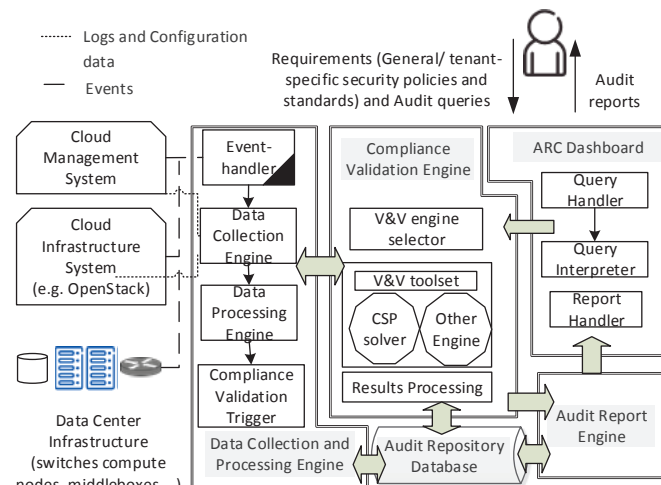 Logs and Configuration
data
Events
Requirements (General/ tenant-
specific security policies and
standards) and Audit queries
Audit
reports
Cloud
Management
System
Cloud
Infrastructure
System
(e.g. OpenStack)
Data Center
Infrastructure
(switches compute
nodes, middleboxes...)
Event-
handler
Data
Collection
Engine
Data
Processing
Engine
Compliance
Validation
Trigger
Data Collection and
Processing Engine
Compliance
Validation Engine
V&V engine
selector
V&V toolset
CSP
solver
Other
Engine
Results Processing
Audit Repository
Database
ARC Dashboard
Query
Handler
Query
Interpreter
Report
Handler
Audit Report
Engine